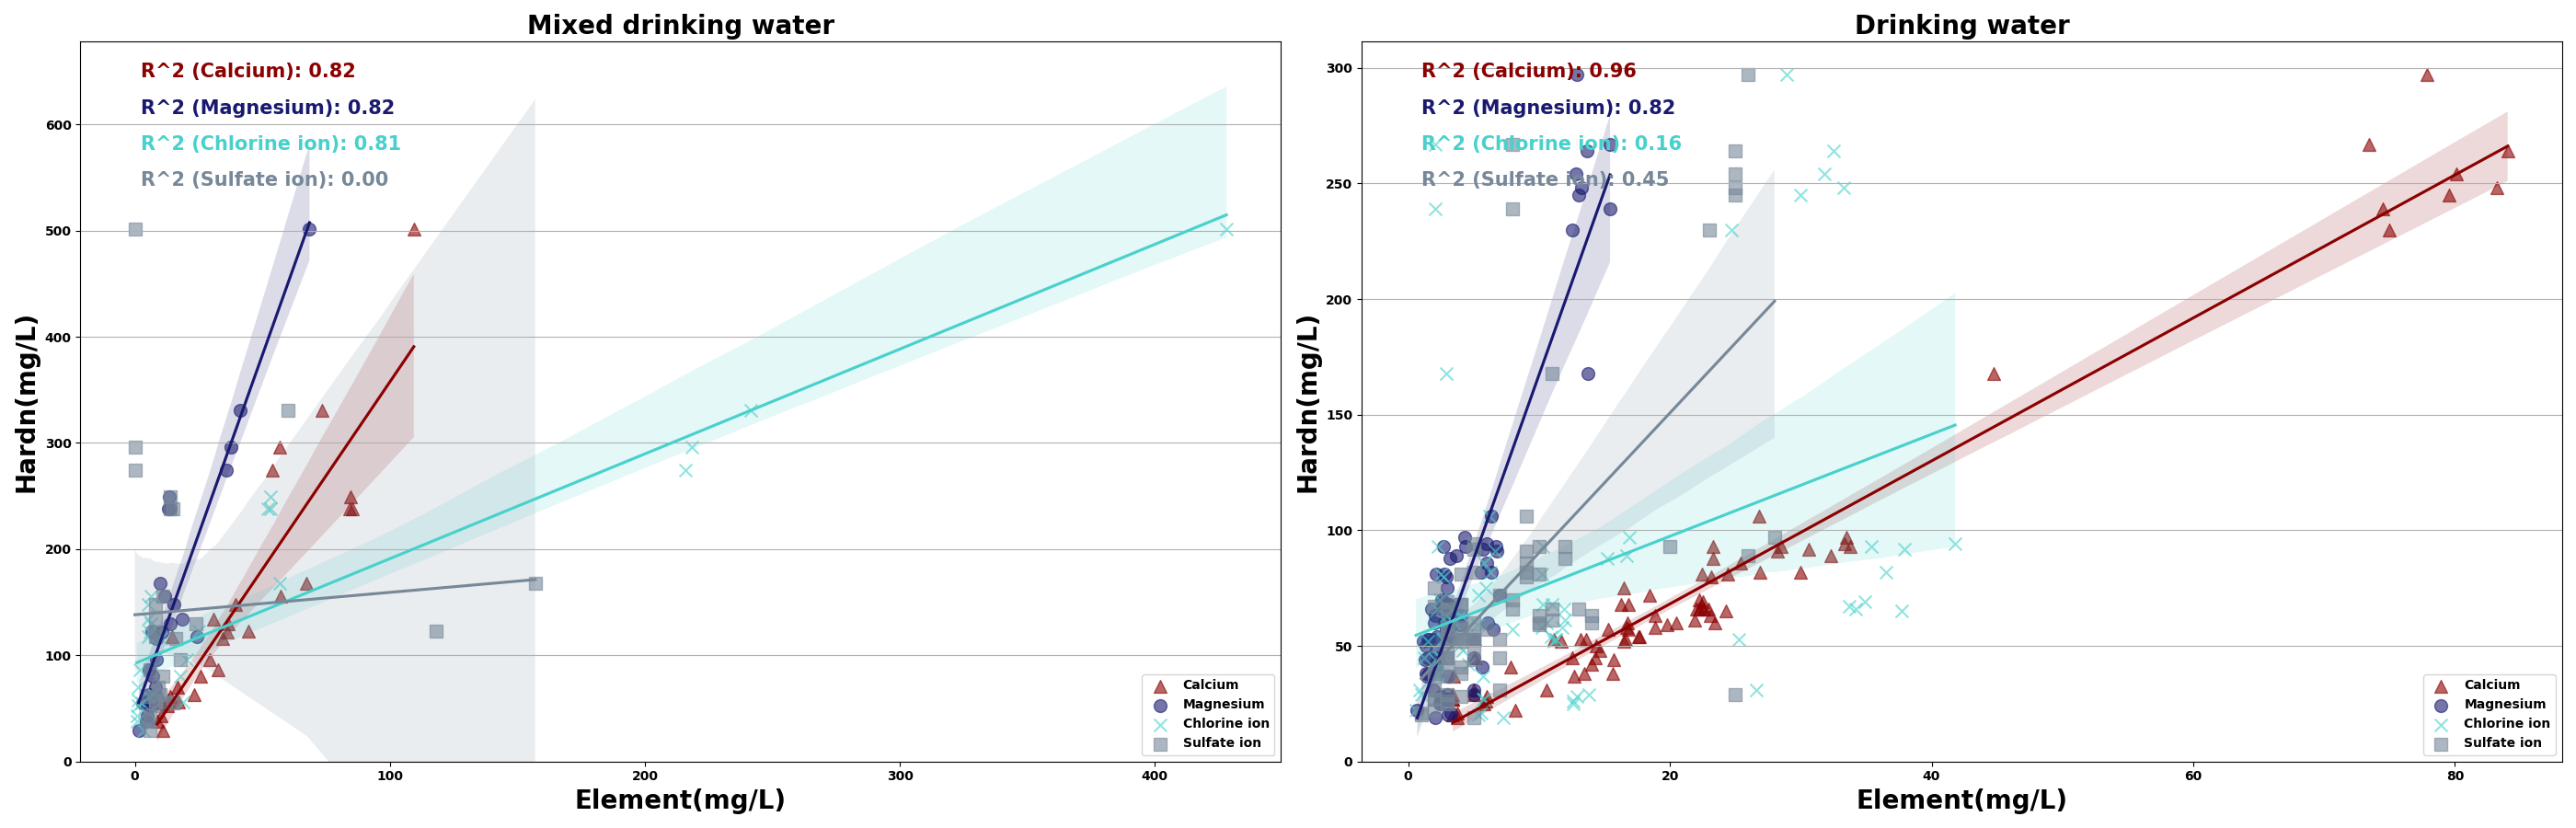 Mixed drinking water
R^2 (Calcium): 0.82
R^2 (Magnesium): 0.82
R^2 (Chlorine ion): 0.81
R^2 (Sulfate ion): 0.00
Hardn(mg/L)
600
500
400
300
200
100
0
0 100 200 300 400
Element(mg/L)
Calcium
Magnesium
Chlorine ion
Sulfate ion
Drinking water
R^2 (Calcium): 0.96
R^2 (Magnesium): 0.82
R^2 (Chlorine ion): 0.16
R^2 (Sulfate ion): 0.45
Hardn(mg/L)
300
250
200
150
100
50
0
0 20 40 60 80
Element(mg/L)
Calcium
Magnesium
Chlorine ion
Sulfate ion